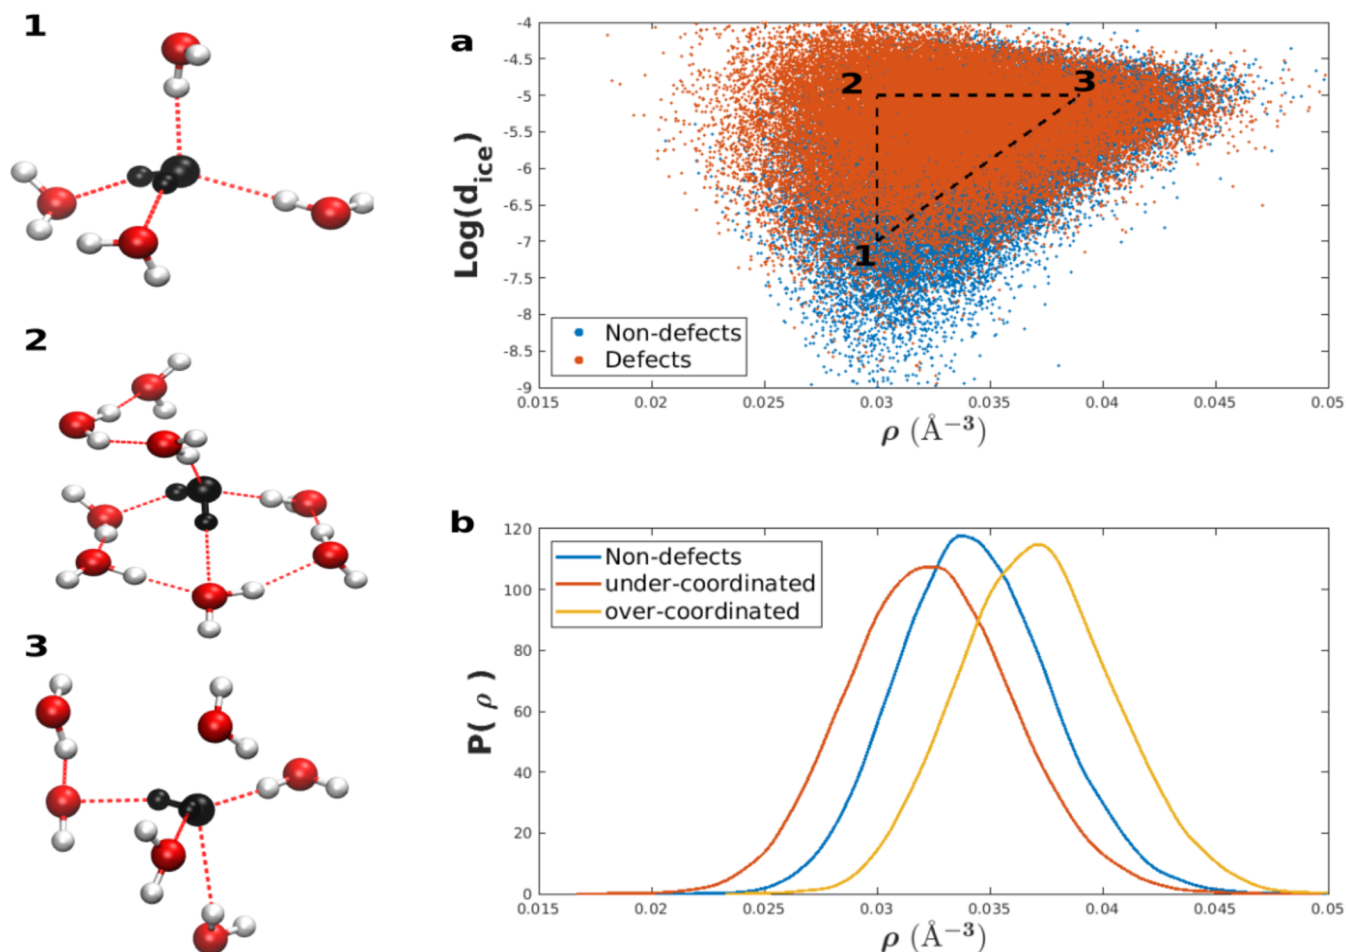 1
2
3
a
-4
-4.5
-5
-5.5
-6
-6.5
-7
-7.5
-8
-8.5
-9
Log(d_ice)
2
3
1
Non-defects
Defects
0.015 0.02 0.025 0.03 0.035 0.04 0.045 0.05
ρ (Å⁻³)
b
120
100
80
60
40
20
0
P( ρ )
Non-defects
under-coordinated
over-coordinated
0.015 0.02 0.025 0.03 0.035 0.04 0.045 0.05
ρ (Å⁻³)